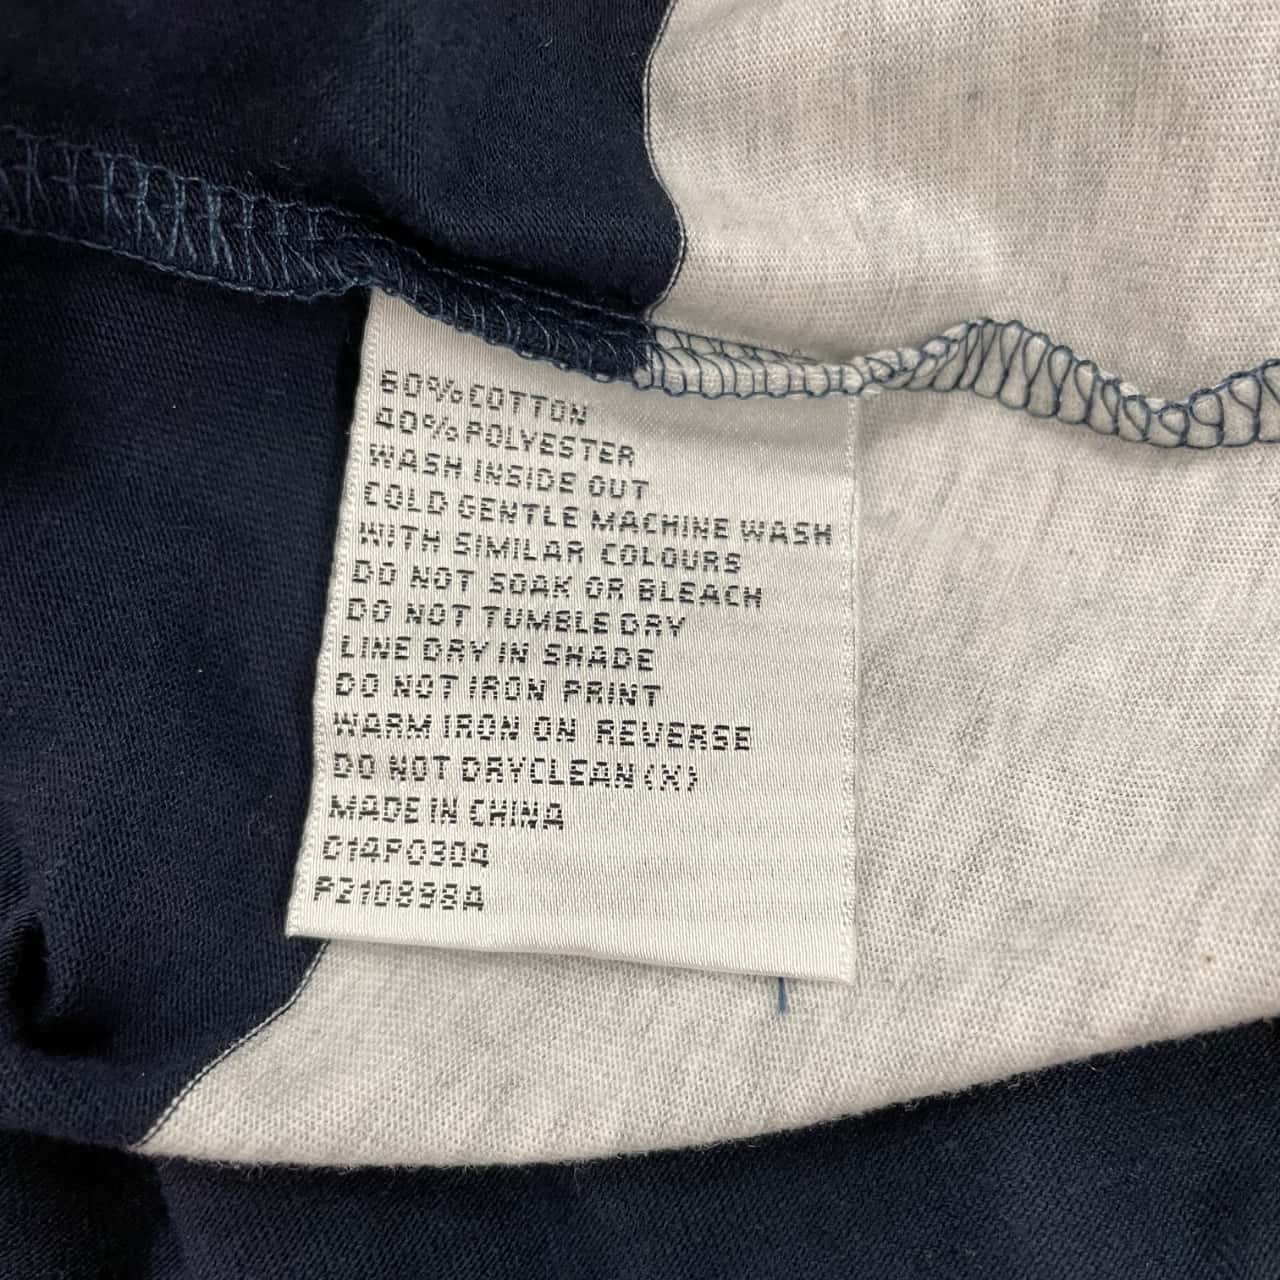 60% COTTON
40% POLYESTER
WASH INSIDE OUT
COLD GENTLE MACHINE WASH
WITH SIMILAR COLOURS
DO NOT SOAK OR BLEACH
DO NOT TUMBLE DRY
LINE DRY IN SHADE
DO NOT IRON PRINT
WARM IRON ON REVERSE
DO NOT DRYCLEAN (X)
MADE IN CHINA
C14P0304
P210898A